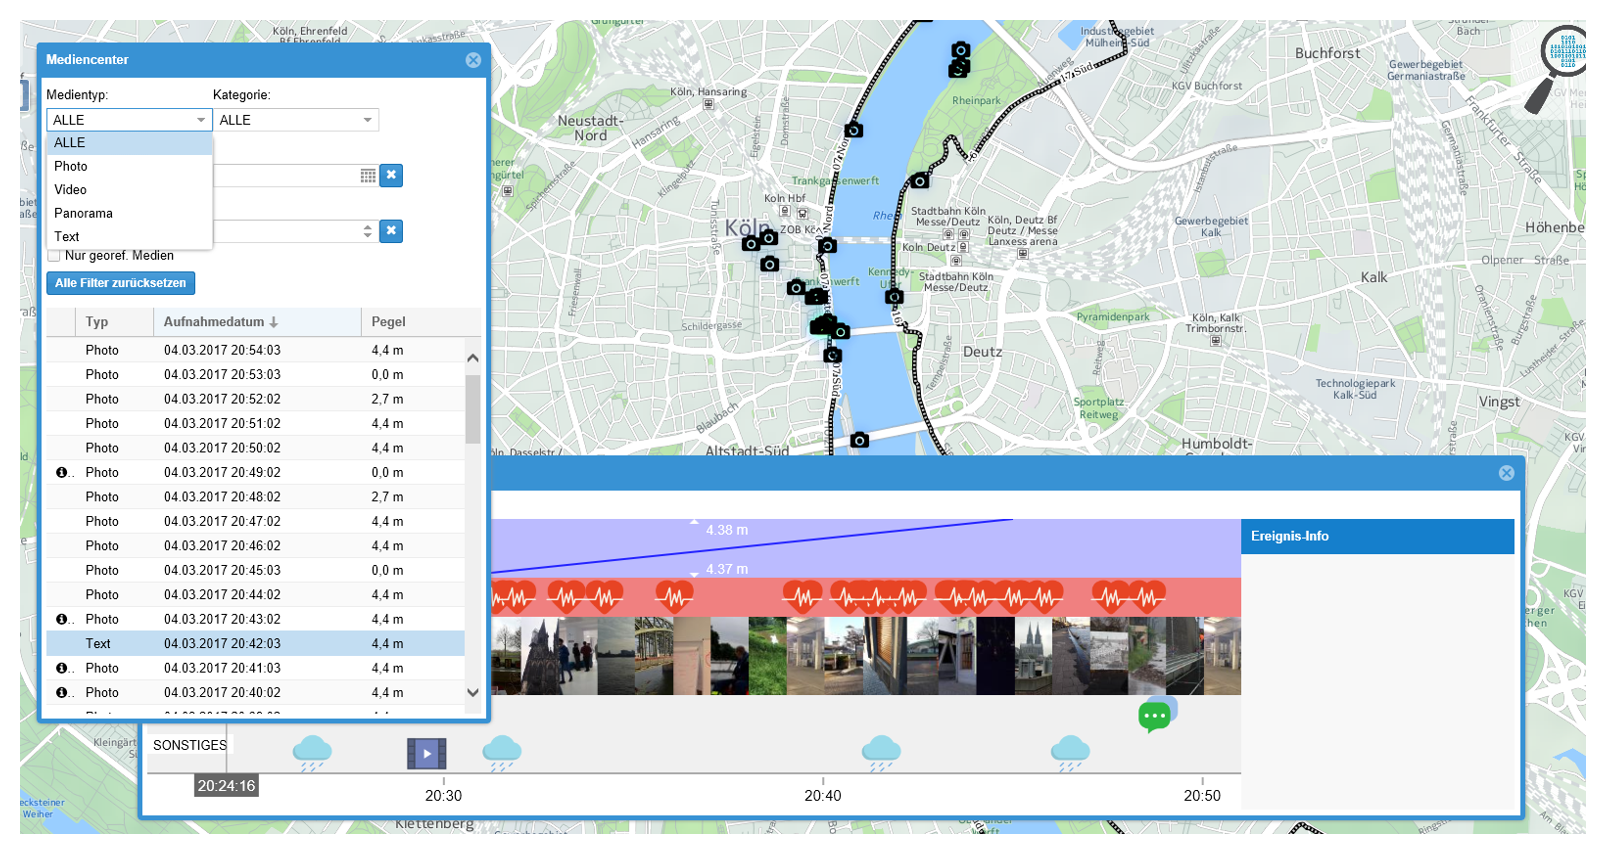 Mediencenter
Medientyp:
Kategorie:
ALLE
ALLE
ALLE
Photo
Video
Panorama
Text
Nur georef. Medien
Alle Filter zurücksetzen
Typ Aufnahmedatum Pegel
Photo 04.03.2017 20:54:03 4,4 m
Photo 04.03.2017 20:53:03 0,0 m
Photo 04.03.2017 20:52:02 2,7 m
Photo 04.03.2017 20:51:02 4,4 m
Photo 04.03.2017 20:50:02 4,4 m
Photo 04.03.2017 20:49:02 0,0 m
Photo 04.03.2017 20:48:02 2,7 m
Photo 04.03.2017 20:47:02 4,4 m
Photo 04.03.2017 20:46:02 4,4 m
Photo 04.03.2017 20:45:03 0,0 m
Photo 04.03.2017 20:44:02 4,4 m
Photo 04.03.2017 20:43:02 4,4 m
Text 04.03.2017 20:42:03 4,4 m
Photo 04.03.2017 20:41:03 4,4 m
Photo 04.03.2017 20:40:02 4,4 m
Köln, Ehrenfeld
Bf Ehrenfeld
Köln, Hansaring
Neustadt-
Nord
Eigelstein
Domstraße
Klingelpütz
Tunisstraße
Köln Hbf
Köln
ZOB
Trankgassenwerft
Rheinpark
Industriegebiet
Mülheim-Süd
Buchforst
Gewerbegebiet
Germaniastraße
Frankfurter Straße
Stadtbahn Köln
Messe/Deutz
Köln, Deutz Bf
Deutz / Messe
Lanxess arena
Köln Deutz
Stadtbahn Köln
Messe/Deutz
Gewerbegebiet
Kalk
Höhenberg
Kalk
Olpener Straße
Pyramidenpark
Köln, Kalk
Trimbornstr.
Schildergasse
Deutz
Tempelstraße
Reitweg
Technologiepark
Kalk-Süd
Vingst
Sportplatz
Reitweg
Blaubach
Altstadt-Süd
Köln, Dasselstr./
Humboldt-
4.38 m
4.37 m
Ereignis-Info
SONSTIGES
20:24:16
20:30
20:40
20:50
Weiher
Klettenberg